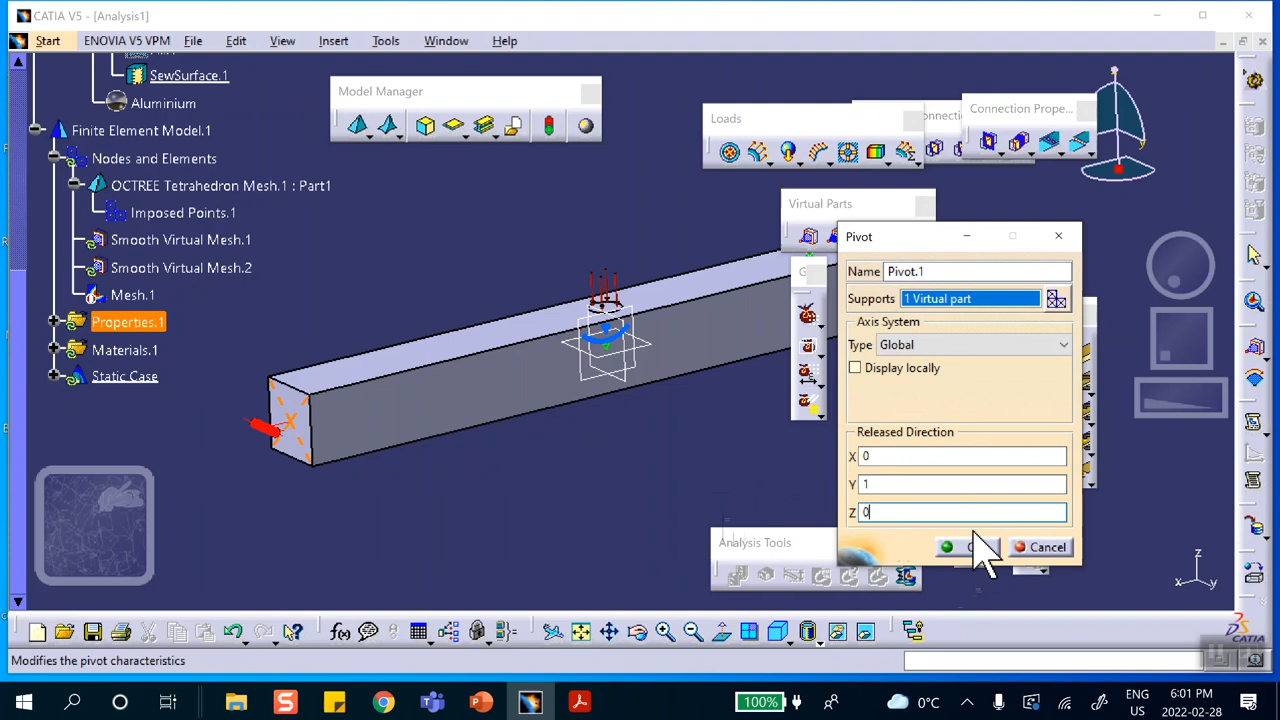 CATIA V5 - [Analysis1]
Start
ENOVIA V5 VPM
File
Edit
View
Insert
Tools
Window
Help
SewSurface.1
Aluminium
Finite Element Model.1
Nodes and Elements
OCTREE Tetrahedron Mesh.1 : Part1
Imposed Points.1
Smooth Virtual Mesh.1
Smooth Virtual Mesh.2
Mesh.1
Properties.1
Materials.1
Static Case
Model Manager
Loads
Connection Prope...
Virtual Parts
Pivot
Name Pivot.1
Supports 1 Virtual part
Axis System
Type Global
Display locally
Released Direction
X 0
Y 1
Z 0
Cancel
Analysis Tools
z
x
y
f(x)
CATIA
Modifies the pivot characteristics
100%
0°C
ENG
US
6:01 PM
2022-02-28